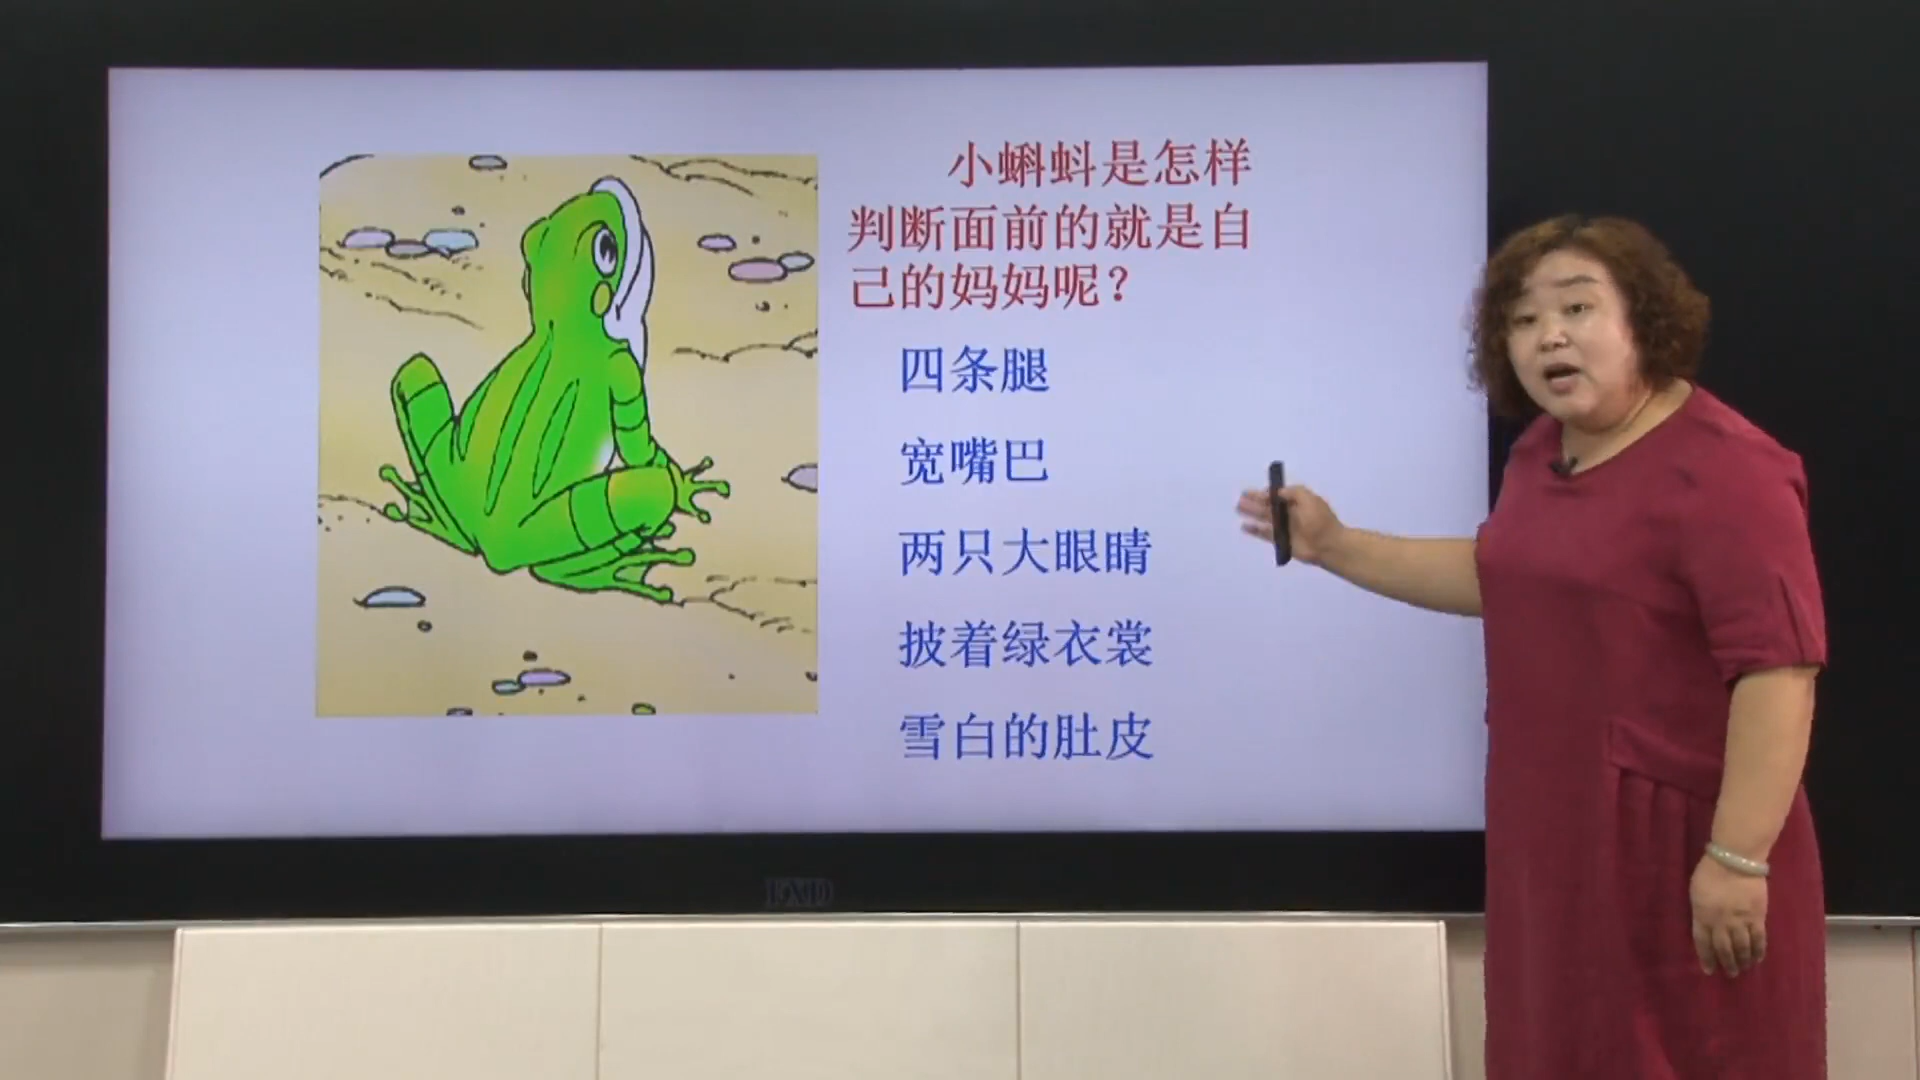 小蝌蚪是怎样
判断面前的就是自
己的妈妈呢？
四条腿
宽嘴巴
两只大眼睛
披着绿衣裳
雪白的肚皮